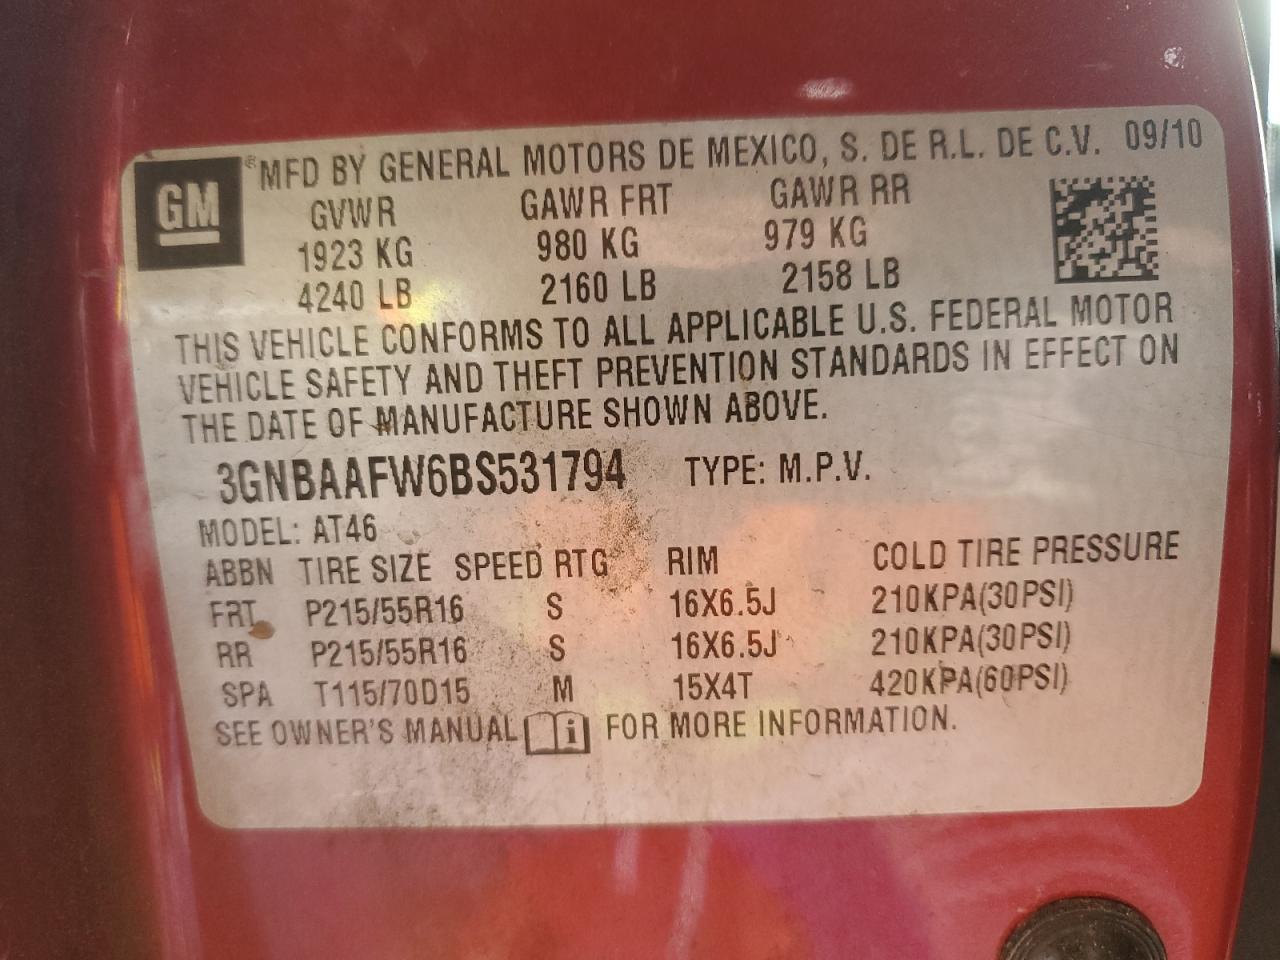 GM
®MFD BY GENERAL MOTORS DE MEXICO, S. DE R.L. DE C.V. 09/10
GVWR GAWR FRT GAWR RR
1923 KG 980 KG 979 KG
4240 LB 2160 LB 2158 LB
THIS VEHICLE CONFORMS TO ALL APPLICABLE U.S. FEDERAL MOTOR
VEHICLE SAFETY AND THEFT PREVENTION STANDARDS IN EFFECT ON
THE DATE OF MANUFACTURE SHOWN ABOVE.
3GNBAAFW6BS531794 TYPE: M.P.V.
MODEL: AT46
ABBN TIRE SIZE SPEED RTG RIM COLD TIRE PRESSURE
FRT P215/55R16 S 16X6.5J 210KPA(30PSI)
RR P215/55R16 S 16X6.5J 210KPA(30PSI)
SPA T115/70D15 M 15X4T 420KPA(60PSI)
SEE OWNER'S MANUAL i FOR MORE INFORMATION.